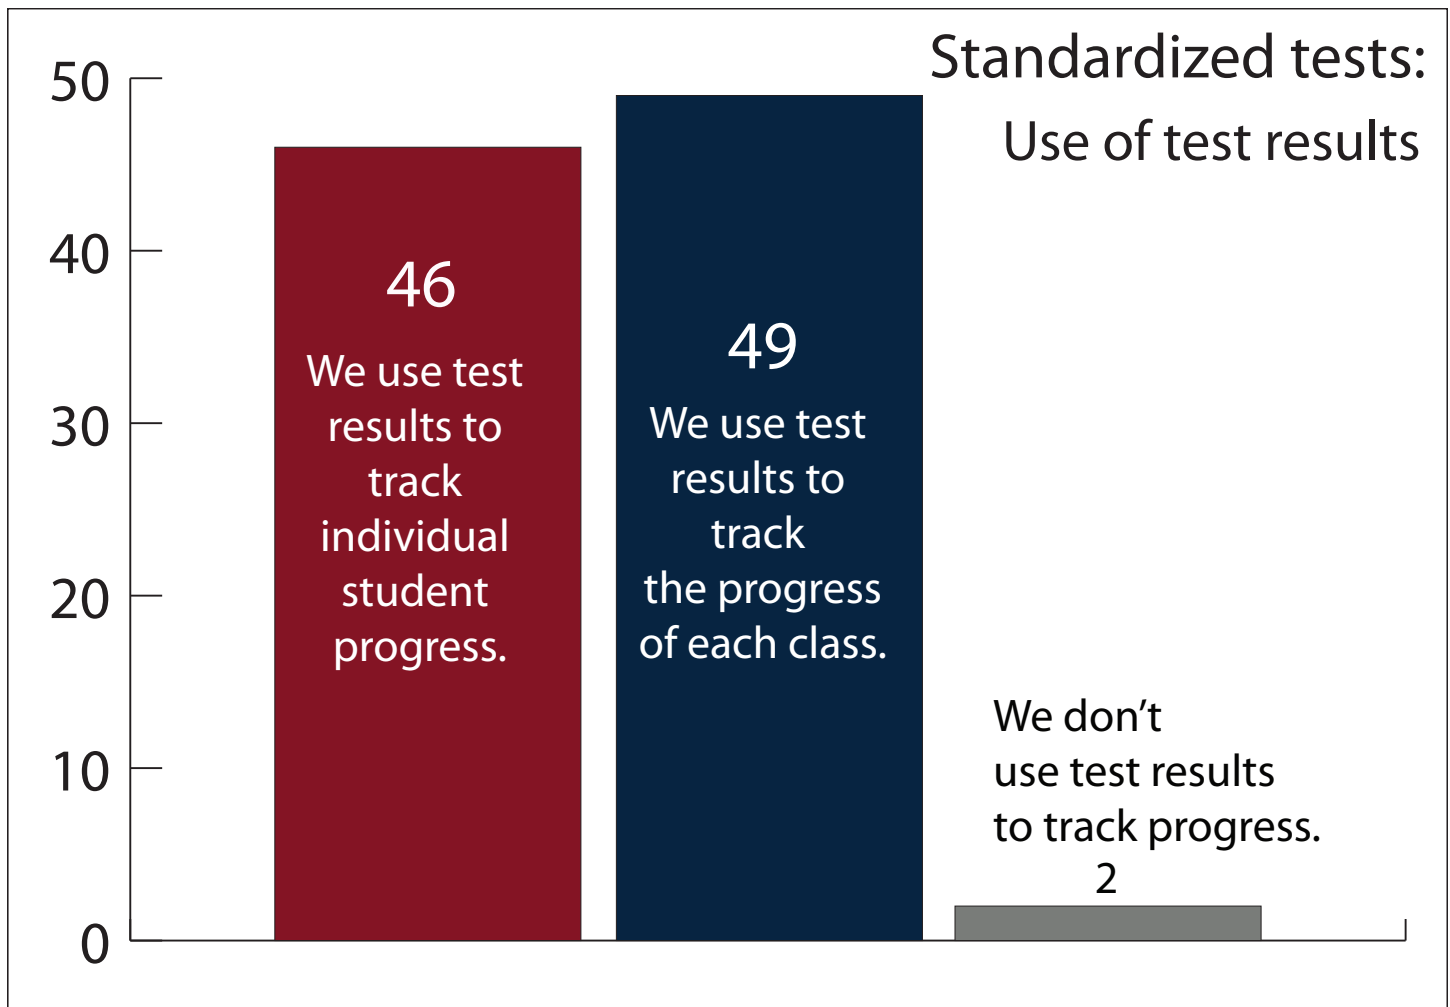 Standardized tests:
Use of test results
50
40
30
20
10
0
46
We use test
results to
track
individual
student
progress.
49
We use test
results to
track
the progress
of each class.
We don't
use test results
to track progress.
2